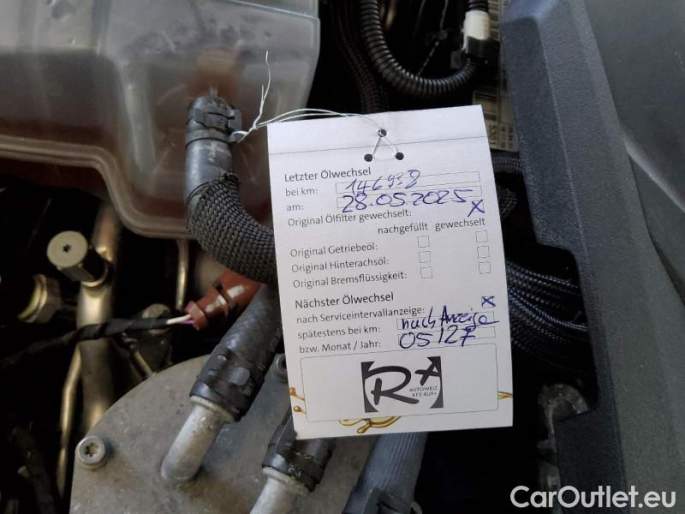 Letzter Ölwechsel
bei km: 146938
am: 28.05.2025
Original Ölfilter gewechselt: X
nachgefüllt gewechselt
Original Getriebeöl:
Original Hinterachsöl:
Original Bremsflüssigkeit:
Nächster Ölwechsel
nach Serviceintervallanzeige: X
spätestens bei km: nach Anzeige
bzw. Monat / Jahr: 05/27
RA
CarOutlet.eu